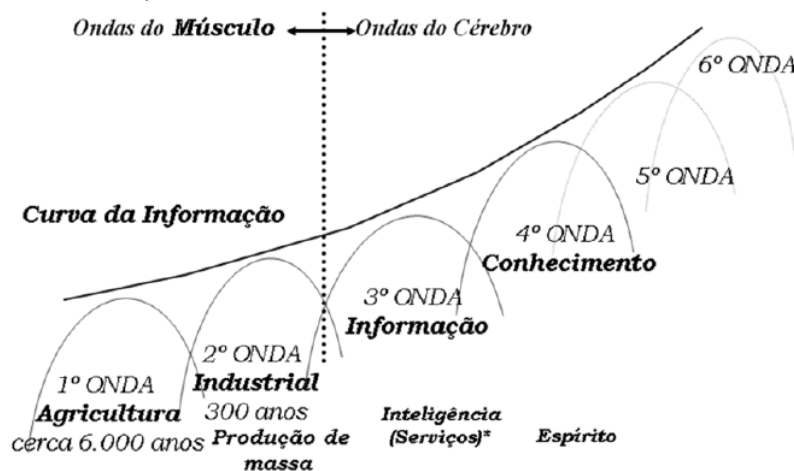 Ondas do Músculo
Ondas do Cérebro
6º ONDA
5º ONDA
Curva da Informação
4º ONDA
Conhecimento
3º ONDA
Informação
2º ONDA
Industrial
300 anos
1º ONDA
Agricultura
cerca 6.000 anos
Produção de
massa
Inteligência
(Serviços)*
Espírito